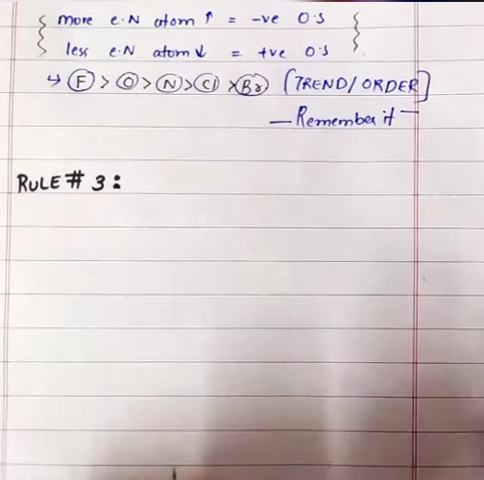 more e.N atom ↑ = -ve O.S
less e.N atom ↓ = +ve O.S
↳ F > O > N > Cl > Br [TREND/ORDER]
— Remember it —
RULE # 3: